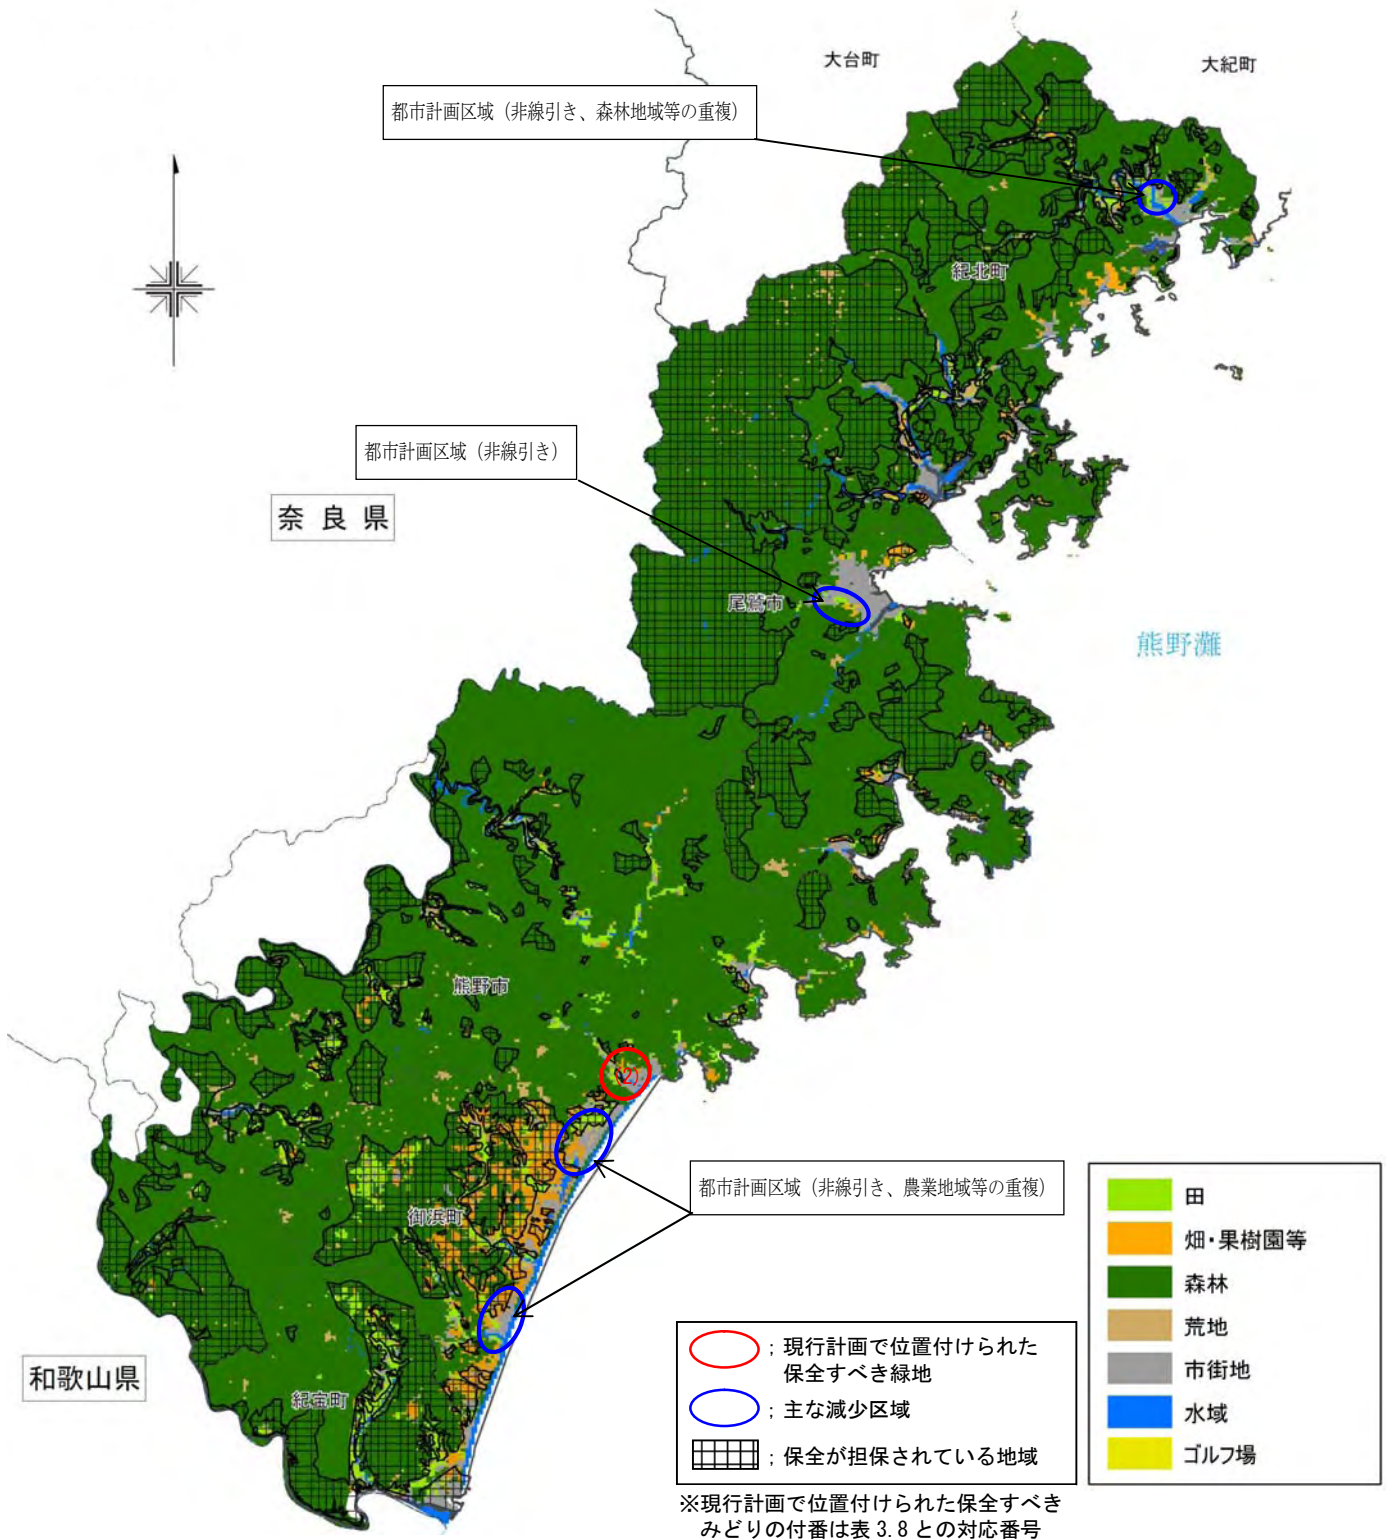 大台町
大紀町
都市計画区域（非線引き、森林地域等の重複）
紀北町
都市計画区域（非線引き）
奈良県
尾鷲市
熊野灘
熊野市
(2)
都市計画区域（非線引き、農業地域等の重複）
御浜町
和歌山県
紀宝町
；現行計画で位置付けられた
保全すべき緑地
；主な減少区域
；保全が担保されている地域
※現行計画で位置付けられた保全すべき
みどりの付番は表 3.8 との対応番号
田
畑・果樹園等
森林
荒地
市街地
水域
ゴルフ場